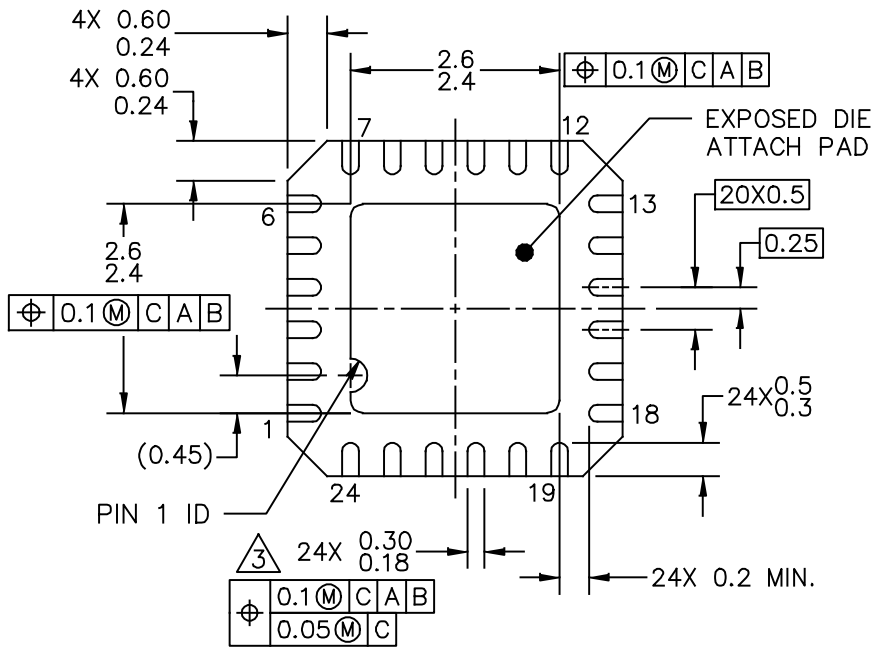 4X 0.60
0.24
4X 0.60
0.24
2.6
2.4
⌖ 0.1 Ⓜ C A B
7
12
EXPOSED DIE
ATTACH PAD
6
13
20X0.5
0.25
2.6
2.4
⌖ 0.1 Ⓜ C A B
1
18
24X 0.5
0.3
(0.45)
24
19
PIN 1 ID
3
24X 0.30
0.18
24X 0.2 MIN.
⌖ 0.1 Ⓜ C A B
0.05 Ⓜ C